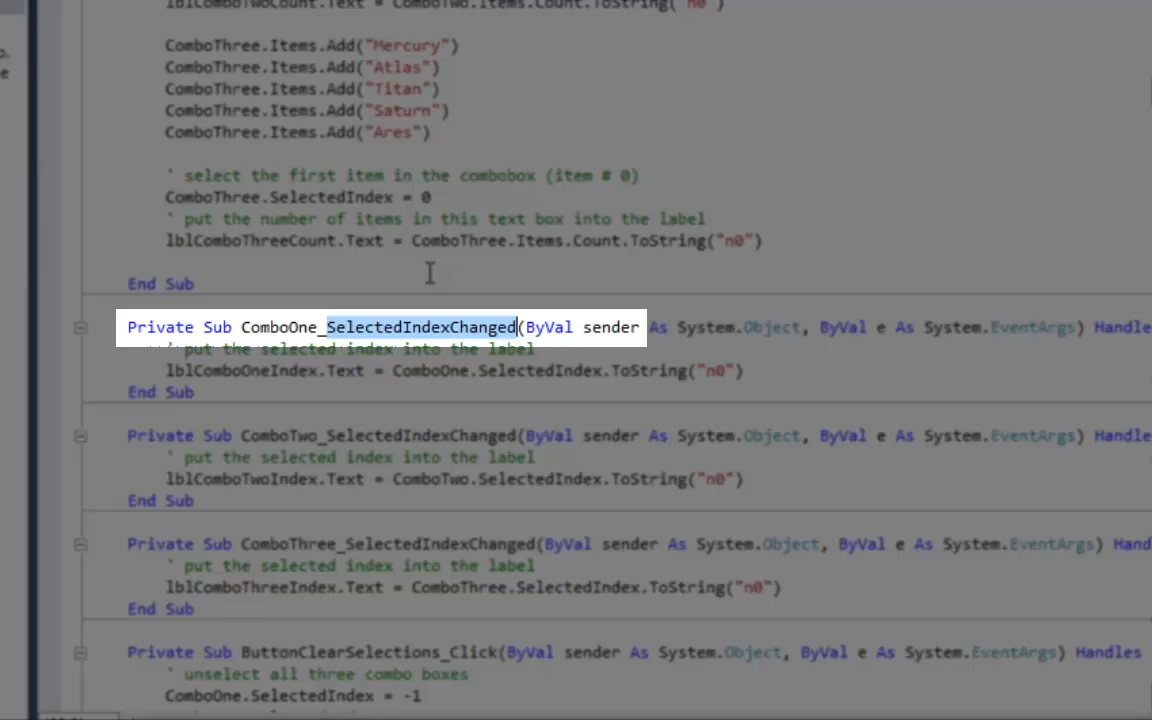 lblComboTwoCount.Text = ComboTwo.Items.Count.ToString("n0")
ComboThree.Items.Add("Mercury")
ComboThree.Items.Add("Atlas")
ComboThree.Items.Add("Titan")
ComboThree.Items.Add("Saturn")
ComboThree.Items.Add("Ares")
' select the first item in the combobox (item # 0)
ComboThree.SelectedIndex = 0
' put the number of items in this text box into the label
lblComboThreeCount.Text = ComboThree.Items.Count.ToString("n0")
End Sub
Private Sub ComboOne_SelectedIndexChanged(ByVal sender As System.Object, ByVal e As System.EventArgs) Handle
' put the selected index into the label
lblComboOneIndex.Text = ComboOne.SelectedIndex.ToString("n0")
End Sub
Private Sub ComboTwo_SelectedIndexChanged(ByVal sender As System.Object, ByVal e As System.EventArgs) Handle
' put the selected index into the label
lblComboTwoIndex.Text = ComboTwo.SelectedIndex.ToString("n0")
End Sub
Private Sub ComboThree_SelectedIndexChanged(ByVal sender As System.Object, ByVal e As System.EventArgs) Hand
' put the selected index into the label
lblComboThreeIndex.Text = ComboThree.SelectedIndex.ToString("n0")
End Sub
Private Sub ButtonClearSelections_Click(ByVal sender As System.Object, ByVal e As System.EventArgs) Handles
' unselect all three combo boxes
ComboOne.SelectedIndex = -1